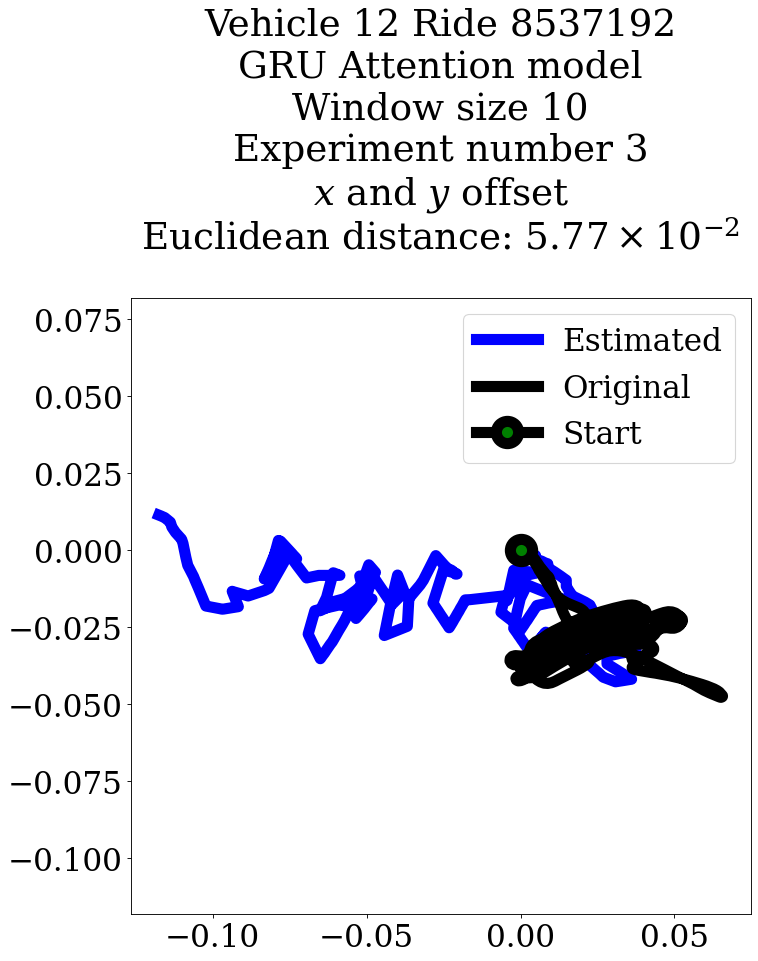 Vehicle 12 Ride 8537192
GRU Attention model
Window size 10
Experiment number 3
x and y offset
Euclidean distance: 5.77 × 10⁻²
Estimated
Original
Start
0.075
0.050
0.025
0.000
−0.025
−0.050
−0.075
−0.100
−0.10 −0.05 0.00 0.05